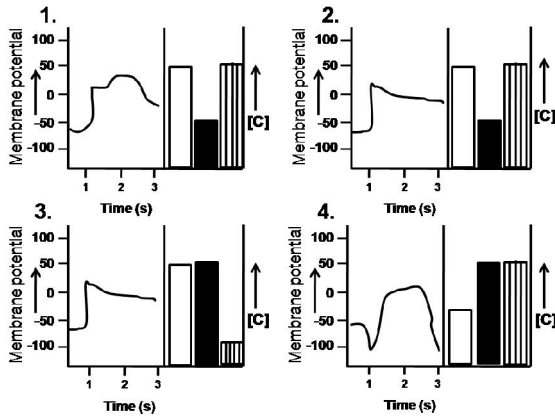 1.
Membrane potential
100
50
0
-50
-100
1 2 3
Time (s)
[C]
2.
Membrane potential
100
50
0
-50
-100
1 2 3
Time (s)
[C]
3.
Membrane potential
100
50
0
-50
-100
1 2 3
Time (s)
[C]
4.
Membrane potential
100
50
0
-50
-100
1 2 3
Time (s)
[C]